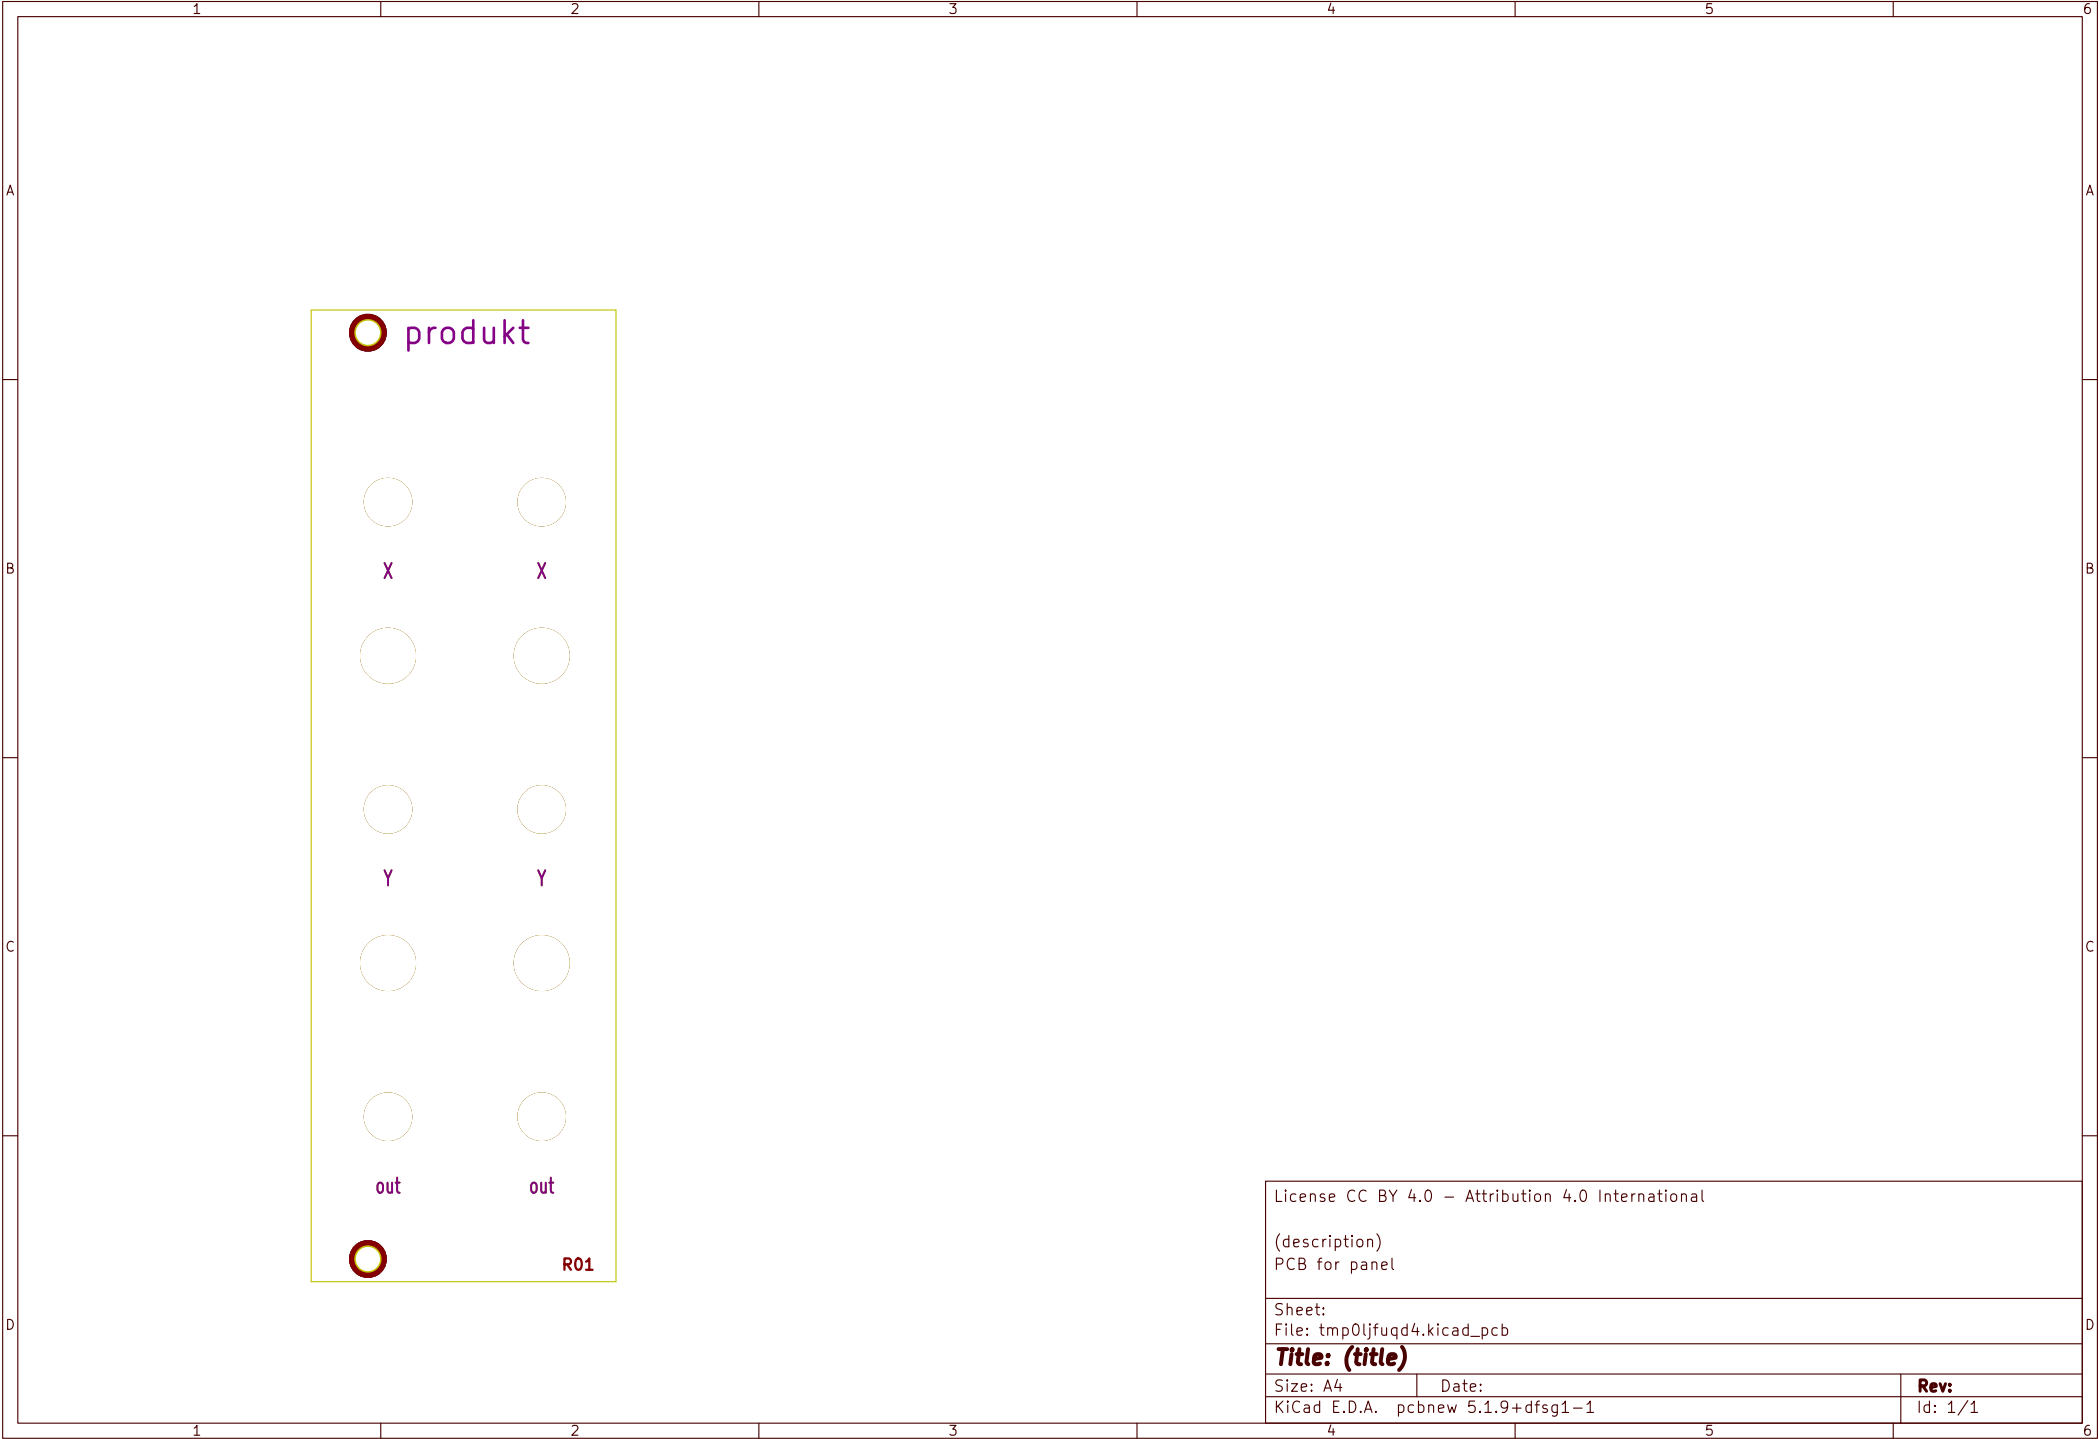 1 2 3 4 5 6
A A
produkt
B X X B
Y Y
C C
out out
License CC BY 4.0 – Attribution 4.0 International
(description)
R01 PCB for panel
Sheet:
D D
File: tmp0ljfuqd4.kicad_pcb
Title: (title)
Size: A4 Date: Rev:
KiCad E.D.A. pcbnew 5.1.9+dfsg1-1 Id: 1/1
1 2 3 4 5 6